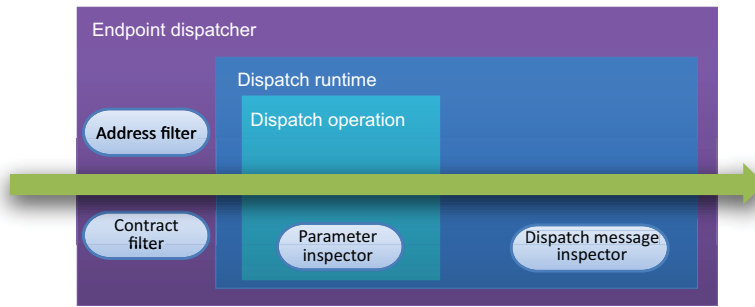 Endpoint dispatcher
Dispatch runtime
Dispatch operation
Address filter
Contract
filter
Parameter
inspector
Dispatch message
inspector